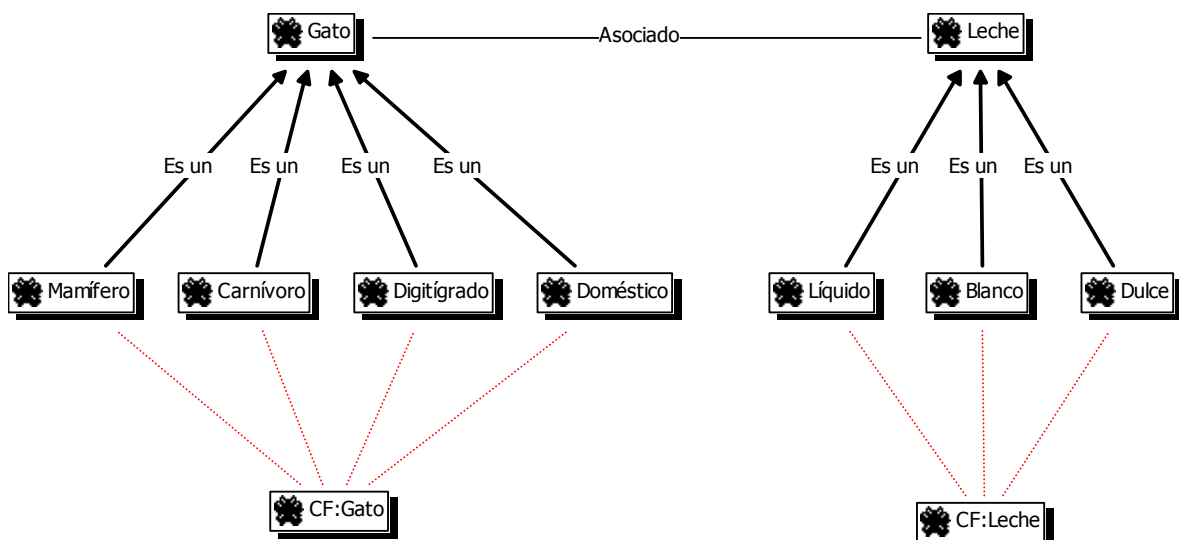 Gato
Asociado
Leche
Es un
Es un
Es un
Es un
Es un
Es un
Es un
Mamífero
Carnívoro
Digitígrado
Doméstico
Líquido
Blanco
Dulce
CF:Gato
CF:Leche